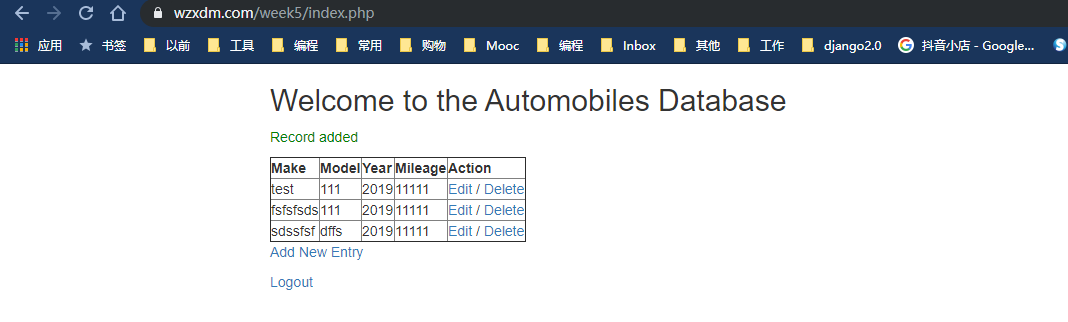 wzxdm.com/week5/index.php
应用 书签 以前 工具 编程 常用 购物 Mooc 编程 Inbox 其他 工作 django2.0 抖音小店 - Google...
Welcome to the Automobiles Database
Record added
Make Model Year Mileage Action
test 111 2019 11111 Edit / Delete
fsfsfsds 111 2019 11111 Edit / Delete
sdssfsf dffs 2019 11111 Edit / Delete
Add New Entry
Logout